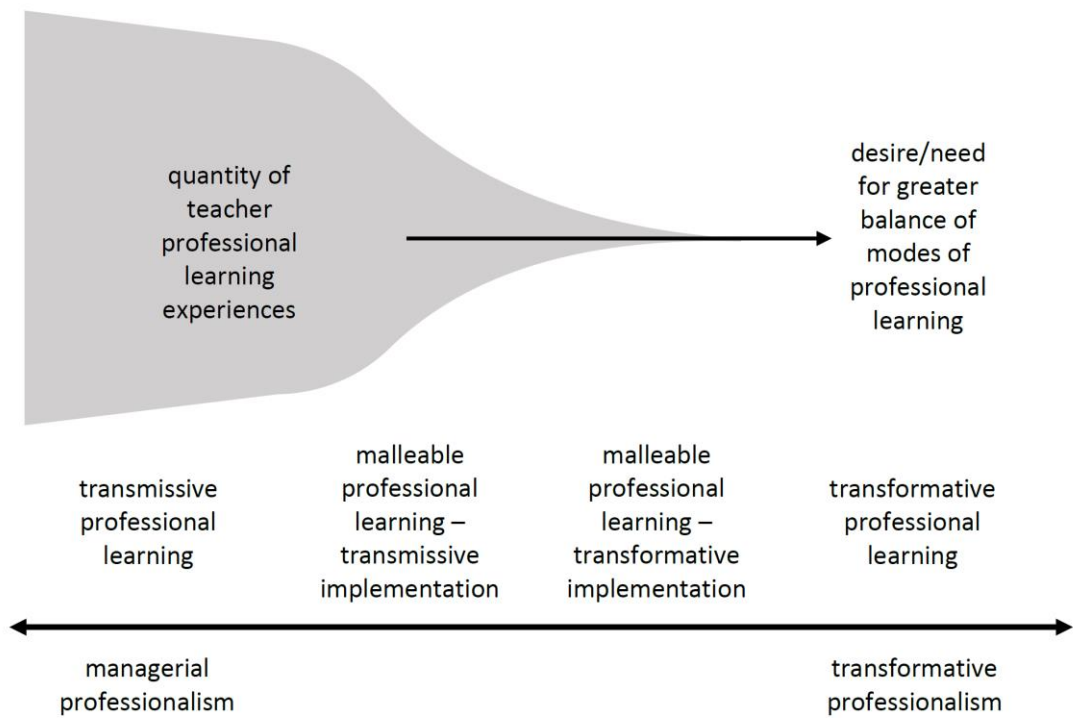 quantity of
teacher
professional
learning
experiences
desire/need
for greater
balance of
modes of
professional
learning
transmissive
professional
learning
malleable
professional
learning –
transmissive
implementation
malleable
professional
learning –
transformative
implementation
transformative
professional
learning
managerial
professionalism
transformative
professionalism